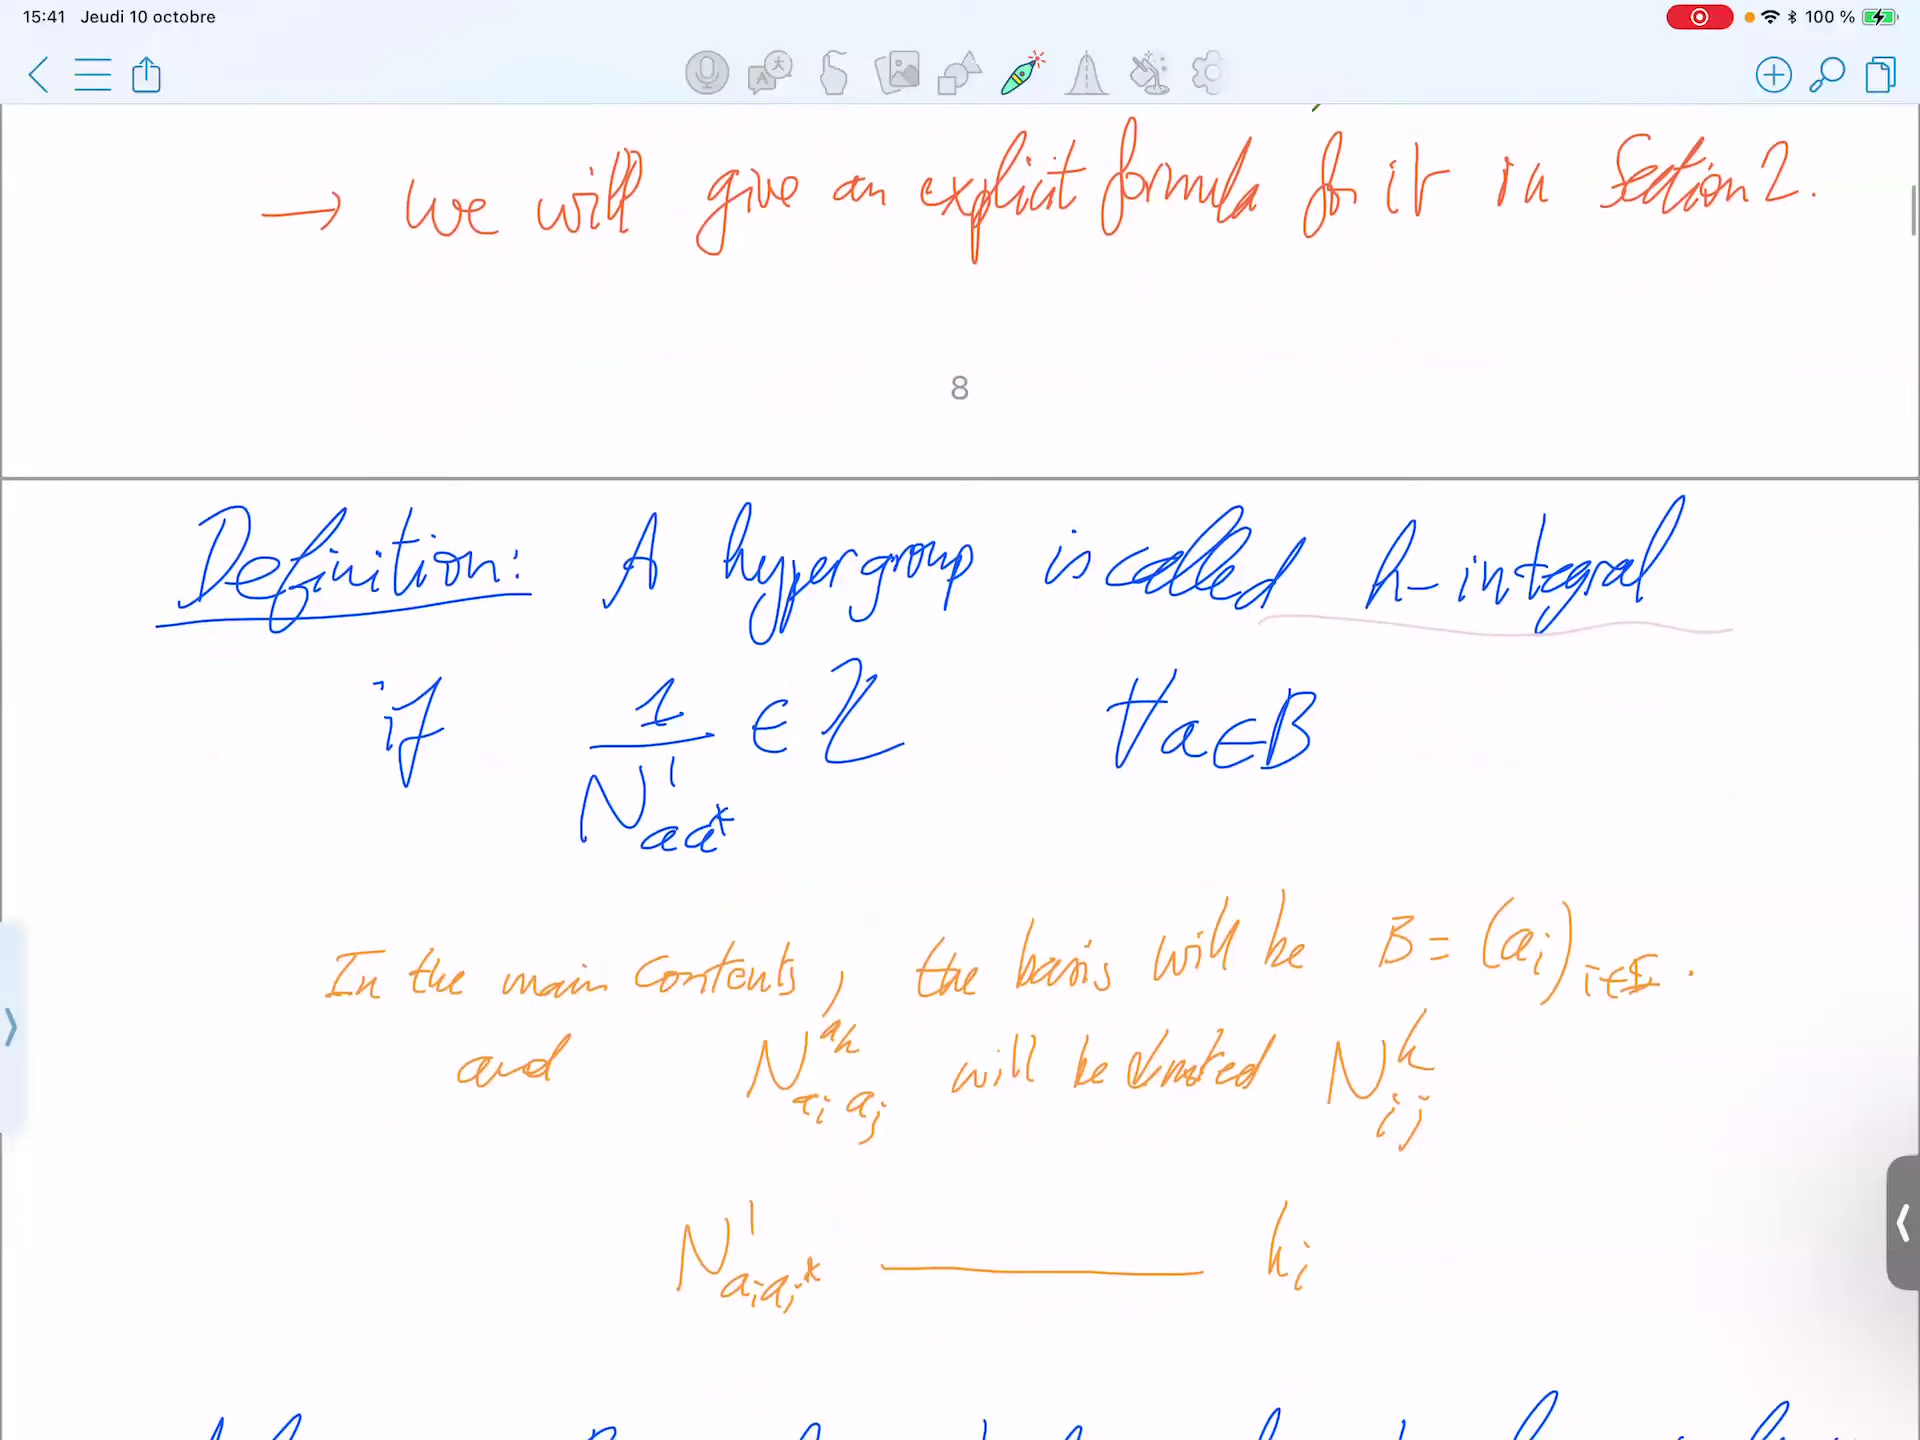 15:41 Jeudi 10 octobre 100 %
→ we will give an explicit formula for it in Section 2.
8
Definition: A hypergroup is called h-integral
if 1/N^1_{aa*} ∈ ℤ ∀a∈B
In the main contents, the basis will be B = (a_i)_{i∈I}.
and N^{a_k}_{a_i a_j} will be denoted N^k_{ij}
N^1_{a_i a_i*} ——— h_i